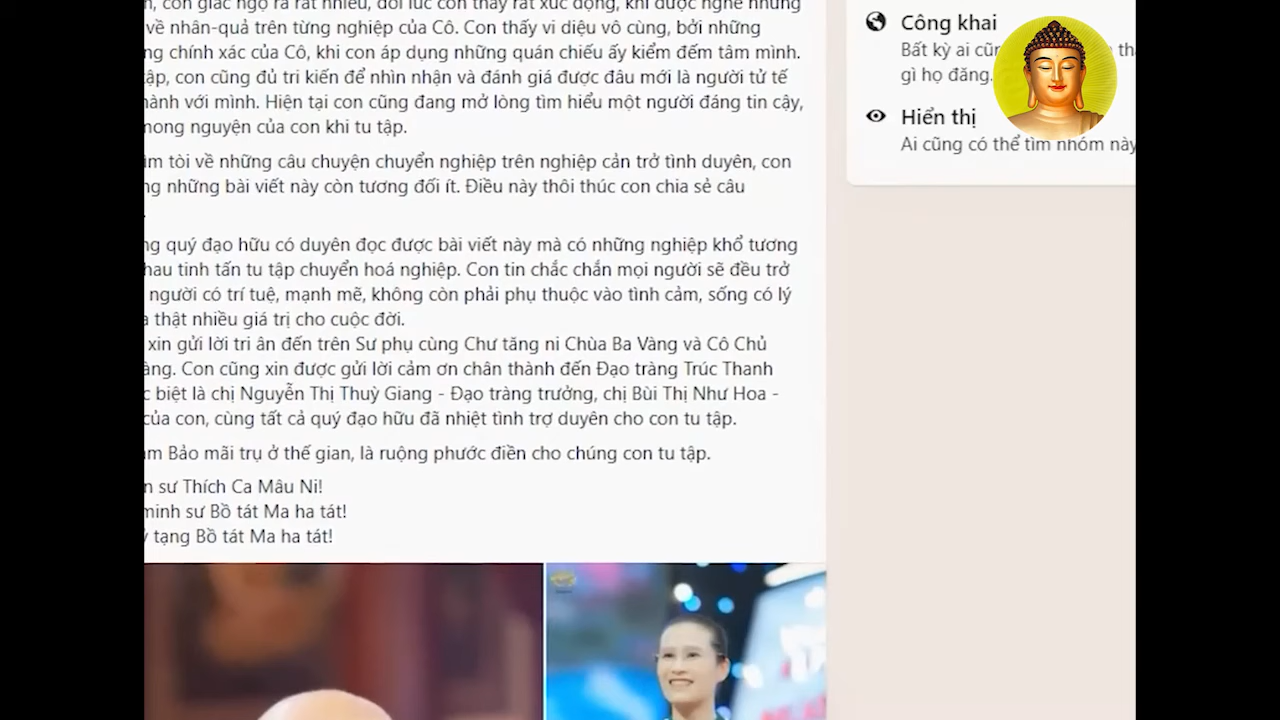 con giác ngộ ra rất nhiều, đôi lúc con thấy rất xúc động, khi được nghe những
về nhân-quả trên từng nghiệp của Cô. Con thấy vi diệu vô cùng, bởi những
chính xác của Cô, khi con áp dụng những quán chiếu ấy kiểm đếm tâm mình.
con cũng đủ tri kiến để nhìn nhận và đánh giá được đâu mới là người tử tế
với mình. Hiện tại con cũng đang mở lòng tìm hiểu một người đáng tin cậy,
nguyện của con khi tu tập.
tòi về những câu chuyện chuyển nghiệp trên nghiệp cản trở tình duyên, con
những bài viết này còn tương đối ít. Điều này thôi thúc con chia sẻ câu
quý đạo hữu có duyên đọc được bài viết này mà có những nghiệp khổ tương
tinh tấn tu tập chuyển hoá nghiệp. Con tin chắc chắn mọi người sẽ đều trở
người có trí tuệ, mạnh mẽ, không còn phải phụ thuộc vào tình cảm, sống có lý
thật nhiều giá trị cho cuộc đời.
xin gửi lời tri ân đến trên Sư phụ cùng Chư tăng ni Chùa Ba Vàng và Cô Chủ
Con cũng xin được gửi lời cảm ơn chân thành đến Đạo tràng Trúc Thanh
biệt là chị Nguyễn Thị Thuỳ Giang - Đạo tràng trưởng, chị Bùi Thị Như Hoa -
của con, cùng tất cả quý đạo hữu đã nhiệt tình trợ duyên cho con tu tập.
Bảo mãi trụ ở thế gian, là ruộng phước điền cho chúng con tu tập.
sư Thích Ca Mâu Ni!
minh sư Bồ tát Ma ha tát!
tạng Bồ tát Ma ha tát!
Công khai
Bất kỳ ai
gì họ đăng.
Hiển thị
Ai cũng có thể tìm nhóm này